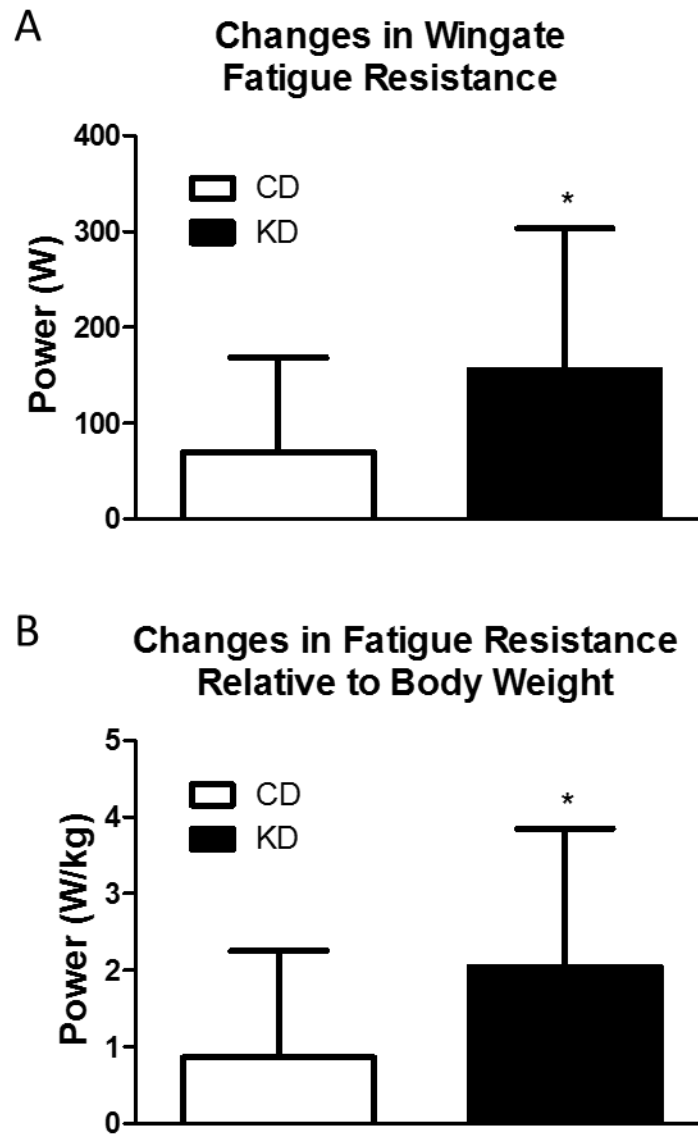 A
Changes in Wingate
Fatigue Resistance
400
300
200
100
0
Power (W)
CD
KD
*
B
Changes in Fatigue Resistance
Relative to Body Weight
5
4
3
2
1
0
Power (W/kg)
CD
KD
*